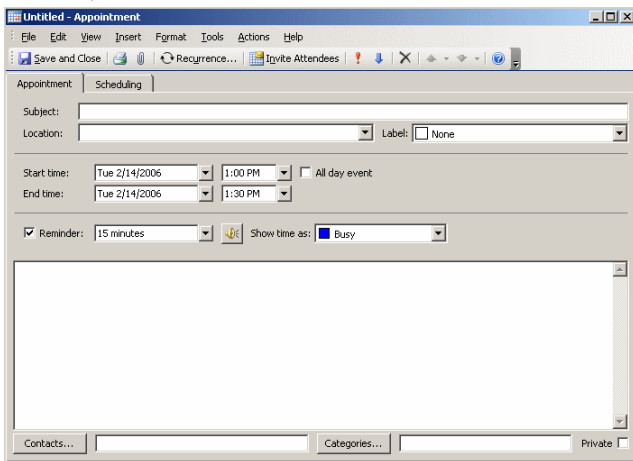 Untitled - Appointment
File Edit View Insert Format Tools Actions Help
Save and Close Recurrence... Invite Attendees
Appointment Scheduling
Subject:
Location: Label: None
Start time: Tue 2/14/2006 1:00 PM All day event
End time: Tue 2/14/2006 1:30 PM
Reminder: 15 minutes Show time as: Busy
Contacts... Categories... Private